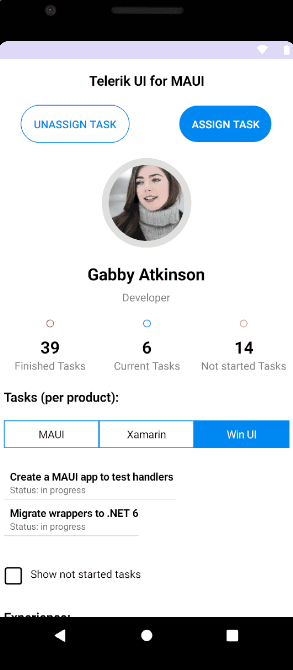 Telerik UI for MAUI
UNASSIGN TASK ASSIGN TASK
Gabby Atkinson
Developer
39 6 14
Finished Tasks Current Tasks Not started Tasks
Tasks (per product):
MAUI Xamarin Win UI
Create a MAUI app to test handlers
Status: in progress
Migrate wrappers to .NET 6
Status: in progress
Show not started tasks
Experience: